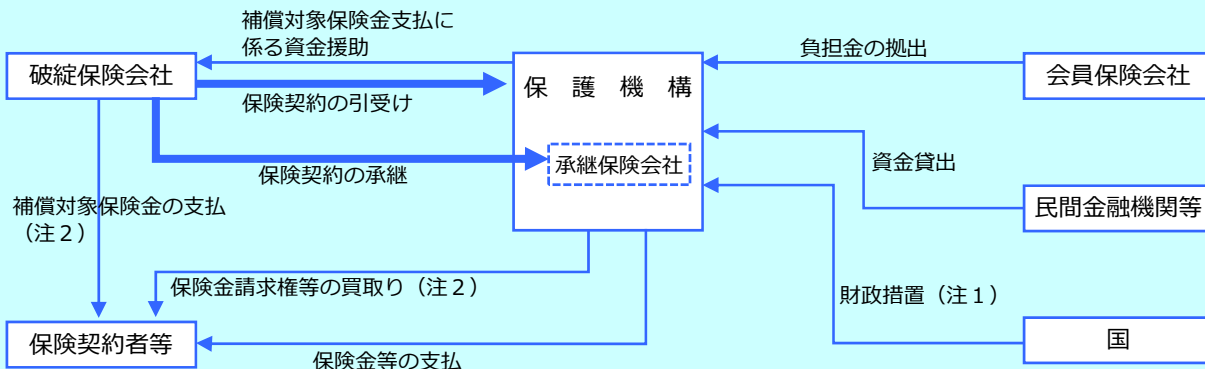 補償対象保険金支払に
係る資金援助
負担金の拠出
破綻保険会社
保護機構
会員保険会社
保険契約の引受け
承継保険会社
資金貸出
保険契約の承継
補償対象保険金の支払
（注２）
民間金融機関等
保険金請求権等の買取り（注２）
財政措置（注１）
保険契約者等
国
保険金等の支払